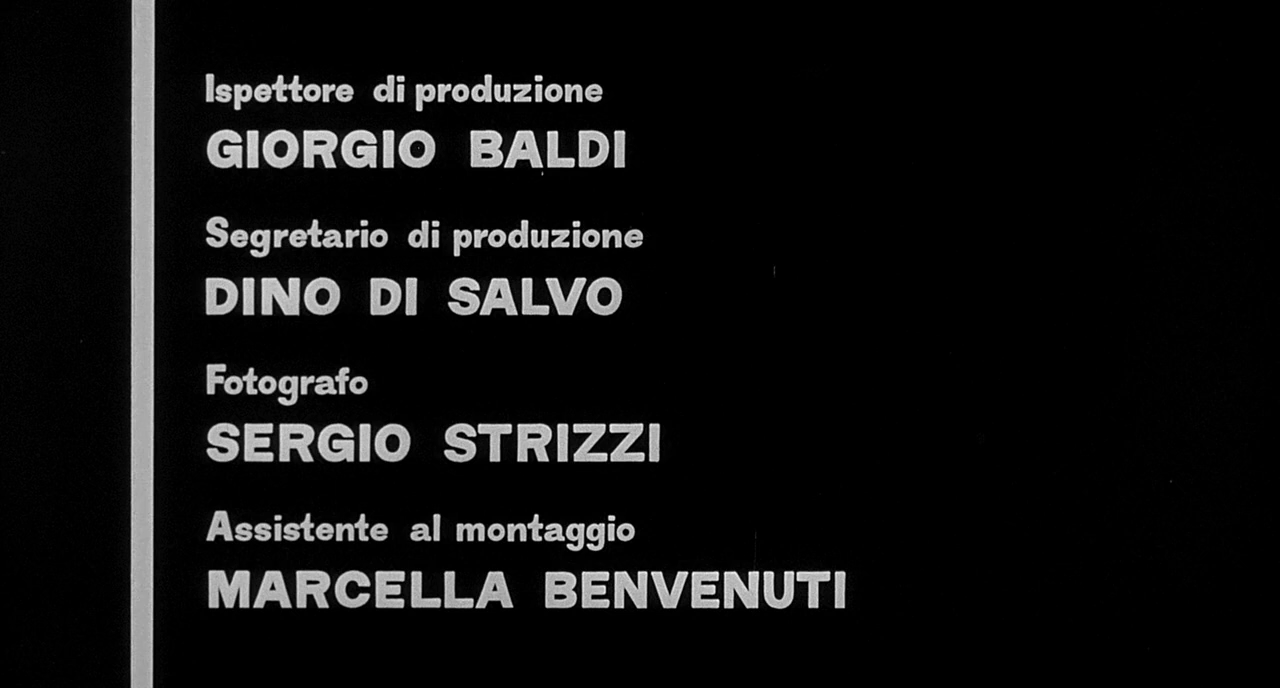 Ispettore di produzione
GIORGIO BALDI
Segretario di produzione
DINO DI SALVO
Fotografo
SERGIO STRIZZI
Assistente al montaggio
MARCELLA BENVENUTI